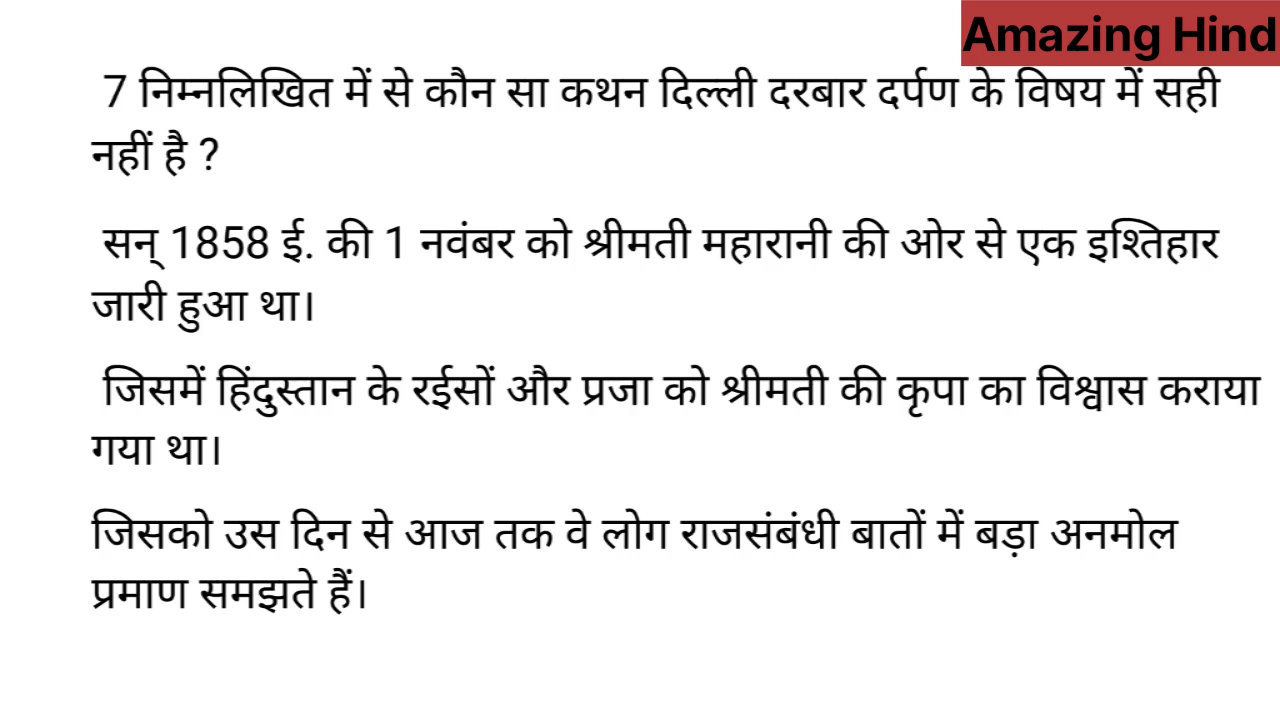 Amazing Hind
7 निम्नलिखित में से कौन सा कथन दिल्ली दरबार दर्पण के विषय में सही
नहीं है ?
सन् 1858 ई. की 1 नवंबर को श्रीमती महारानी की ओर से एक इश्तिहार
जारी हुआ था।
जिसमें हिंदुस्तान के रईसों और प्रजा को श्रीमती की कृपा का विश्वास कराया
गया था।
जिसको उस दिन से आज तक वे लोग राजसंबंधी बातों में बड़ा अनमोल
प्रमाण समझते हैं।